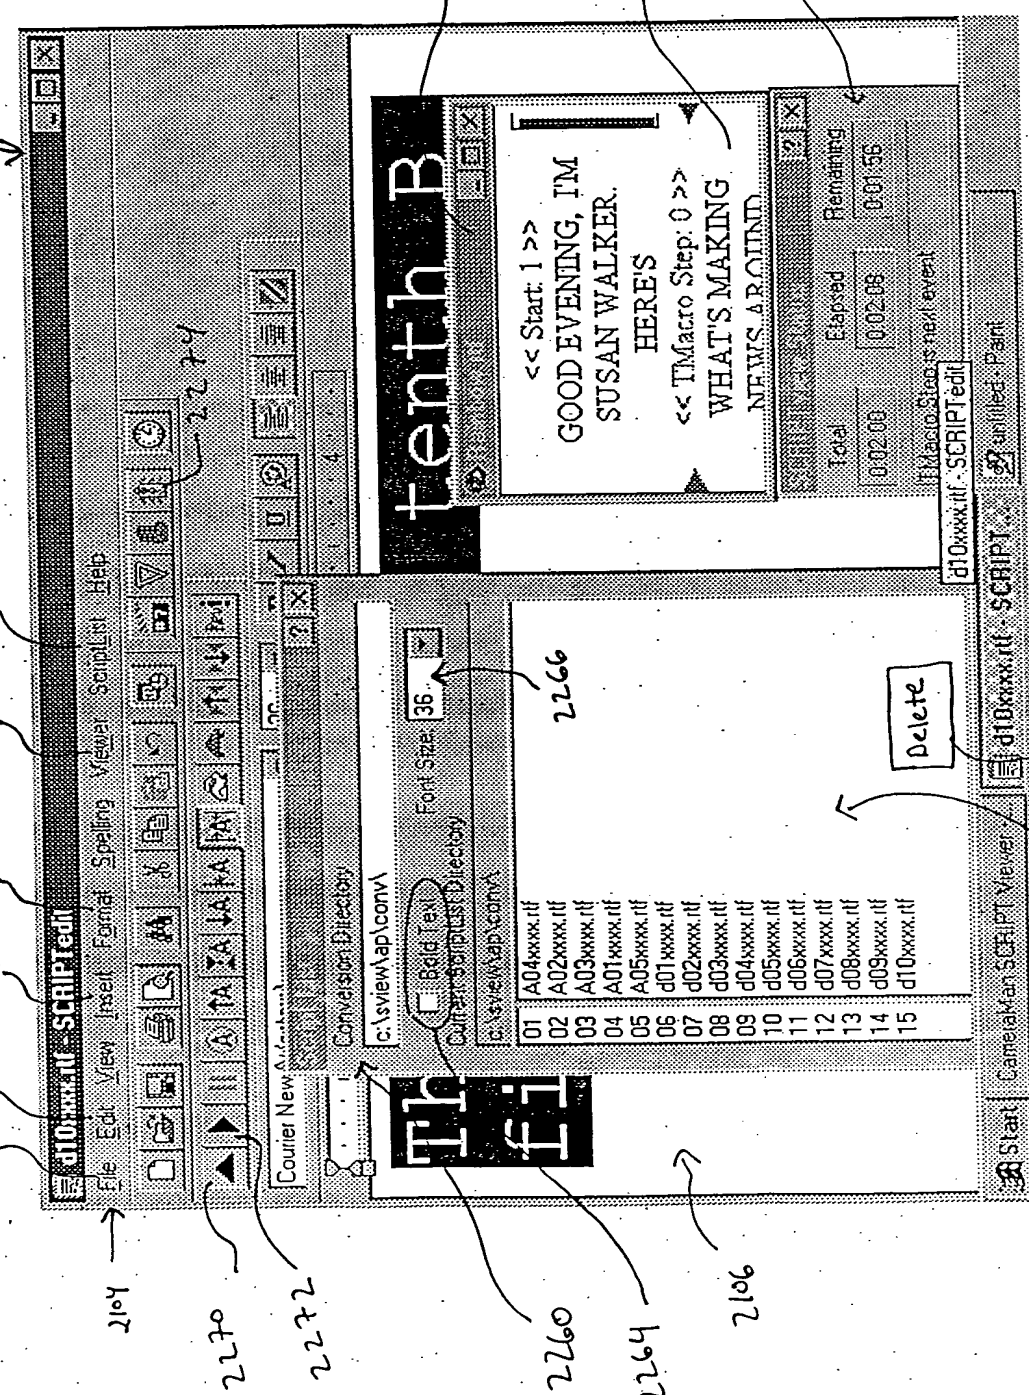 d10xxxx.rtf - SCRIPTedit
File Edit View Insert Format Spelling Viewer ScriptList Help
Courier New
36
Conversion Directory
c:\sview\ap\conv\
Bold Text
Font Size: 36
Current ScriptList Directory
c:\sview\ap\conv\
01 A04xxxx.rtf
02 A02xxxx.rtf
03 A03xxxx.rtf
04 A01xxxx.rtf
05 A05xxxx.rtf
06 d01xxxx.rtf
07 d02xxxx.rtf
08 d03xxxx.rtf
09 d04xxxx.rtf
10 d05xxxx.rtf
11 d06xxxx.rtf
12 d07xxxx.rtf
13 d08xxxx.rtf
14 d09xxxx.rtf
15 d10xxxx.rtf
Delete
Th
fi
tenth B
<< Start: 1 >>
GOOD EVENING, I'M
SUSAN WALKER.
HERE'S
<< TMacro Step: 0 >>
WHAT'S MAKING
NEWS AROUND
Total Elapsed Remaining
0:02:00 0:02:06 0:01:56
TMacro Step is next event
d10xxxx.rtf - SCRIPTedit
Start CameraMan SCRIPTViewer d10xxxx.rtf - SCRIPT... untitled - Paint
2104
2270
2272
2274
2266
2260
2264
2106